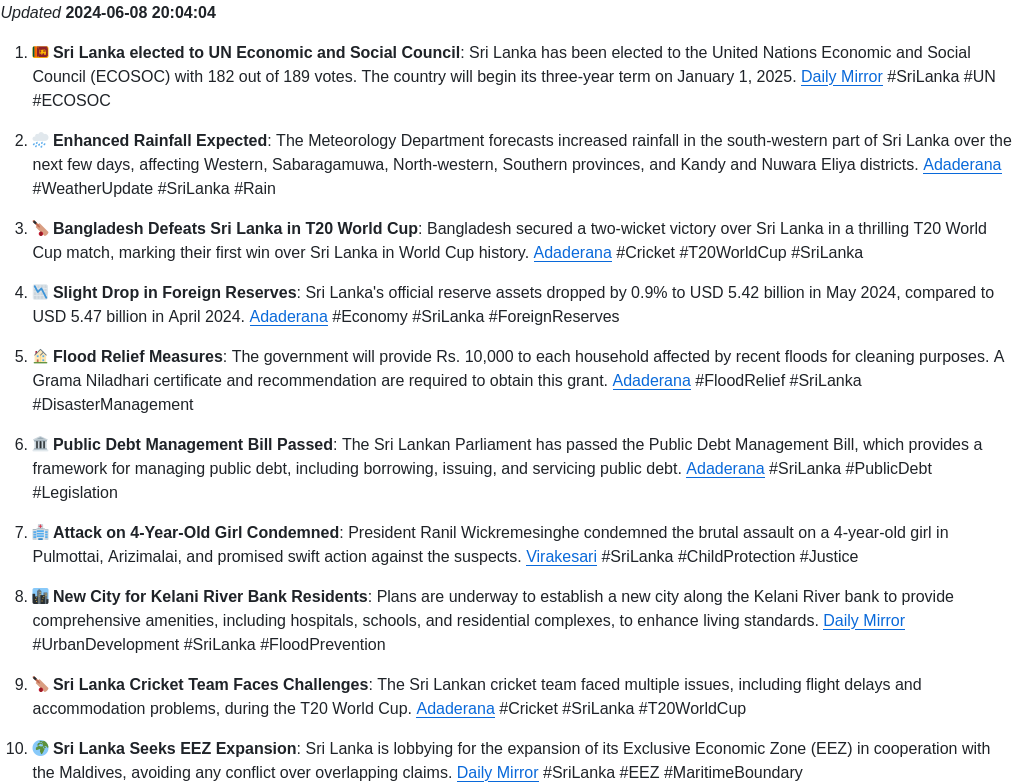 Updated 2024-06-08 20:04:04
1. 🇱🇰 Sri Lanka elected to UN Economic and Social Council: Sri Lanka has been elected to the United Nations Economic and Social
Council (ECOSOC) with 182 out of 189 votes. The country will begin its three-year term on January 1, 2025. Daily Mirror #SriLanka #UN
#ECOSOC
2. 🌧️ Enhanced Rainfall Expected: The Meteorology Department forecasts increased rainfall in the south-western part of Sri Lanka over the
next few days, affecting Western, Sabaragamuwa, North-western, Southern provinces, and Kandy and Nuwara Eliya districts. Adaderana
#WeatherUpdate #SriLanka #Rain
3. 🏏 Bangladesh Defeats Sri Lanka in T20 World Cup: Bangladesh secured a two-wicket victory over Sri Lanka in a thrilling T20 World
Cup match, marking their first win over Sri Lanka in World Cup history. Adaderana #Cricket #T20WorldCup #SriLanka
4. 📉 Slight Drop in Foreign Reserves: Sri Lanka's official reserve assets dropped by 0.9% to USD 5.42 billion in May 2024, compared to
USD 5.47 billion in April 2024. Adaderana #Economy #SriLanka #ForeignReserves
5. 🏠 Flood Relief Measures: The government will provide Rs. 10,000 to each household affected by recent floods for cleaning purposes. A
Grama Niladhari certificate and recommendation are required to obtain this grant. Adaderana #FloodRelief #SriLanka
#DisasterManagement
6. 🏛️ Public Debt Management Bill Passed: The Sri Lankan Parliament has passed the Public Debt Management Bill, which provides a
framework for managing public debt, including borrowing, issuing, and servicing public debt. Adaderana #SriLanka #PublicDebt
#Legislation
7. 🏥 Attack on 4-Year-Old Girl Condemned: President Ranil Wickremesinghe condemned the brutal assault on a 4-year-old girl in
Pulmottai, Arizimalai, and promised swift action against the suspects. Virakesari #SriLanka #ChildProtection #Justice
8. 🏙️ New City for Kelani River Bank Residents: Plans are underway to establish a new city along the Kelani River bank to provide
comprehensive amenities, including hospitals, schools, and residential complexes, to enhance living standards. Daily Mirror
#UrbanDevelopment #SriLanka #FloodPrevention
9. 🏏 Sri Lanka Cricket Team Faces Challenges: The Sri Lankan cricket team faced multiple issues, including flight delays and
accommodation problems, during the T20 World Cup. Adaderana #Cricket #SriLanka #T20WorldCup
10. 🌍 Sri Lanka Seeks EEZ Expansion: Sri Lanka is lobbying for the expansion of its Exclusive Economic Zone (EEZ) in cooperation with
the Maldives, avoiding any conflict over overlapping claims. Daily Mirror #SriLanka #EEZ #MaritimeBoundary